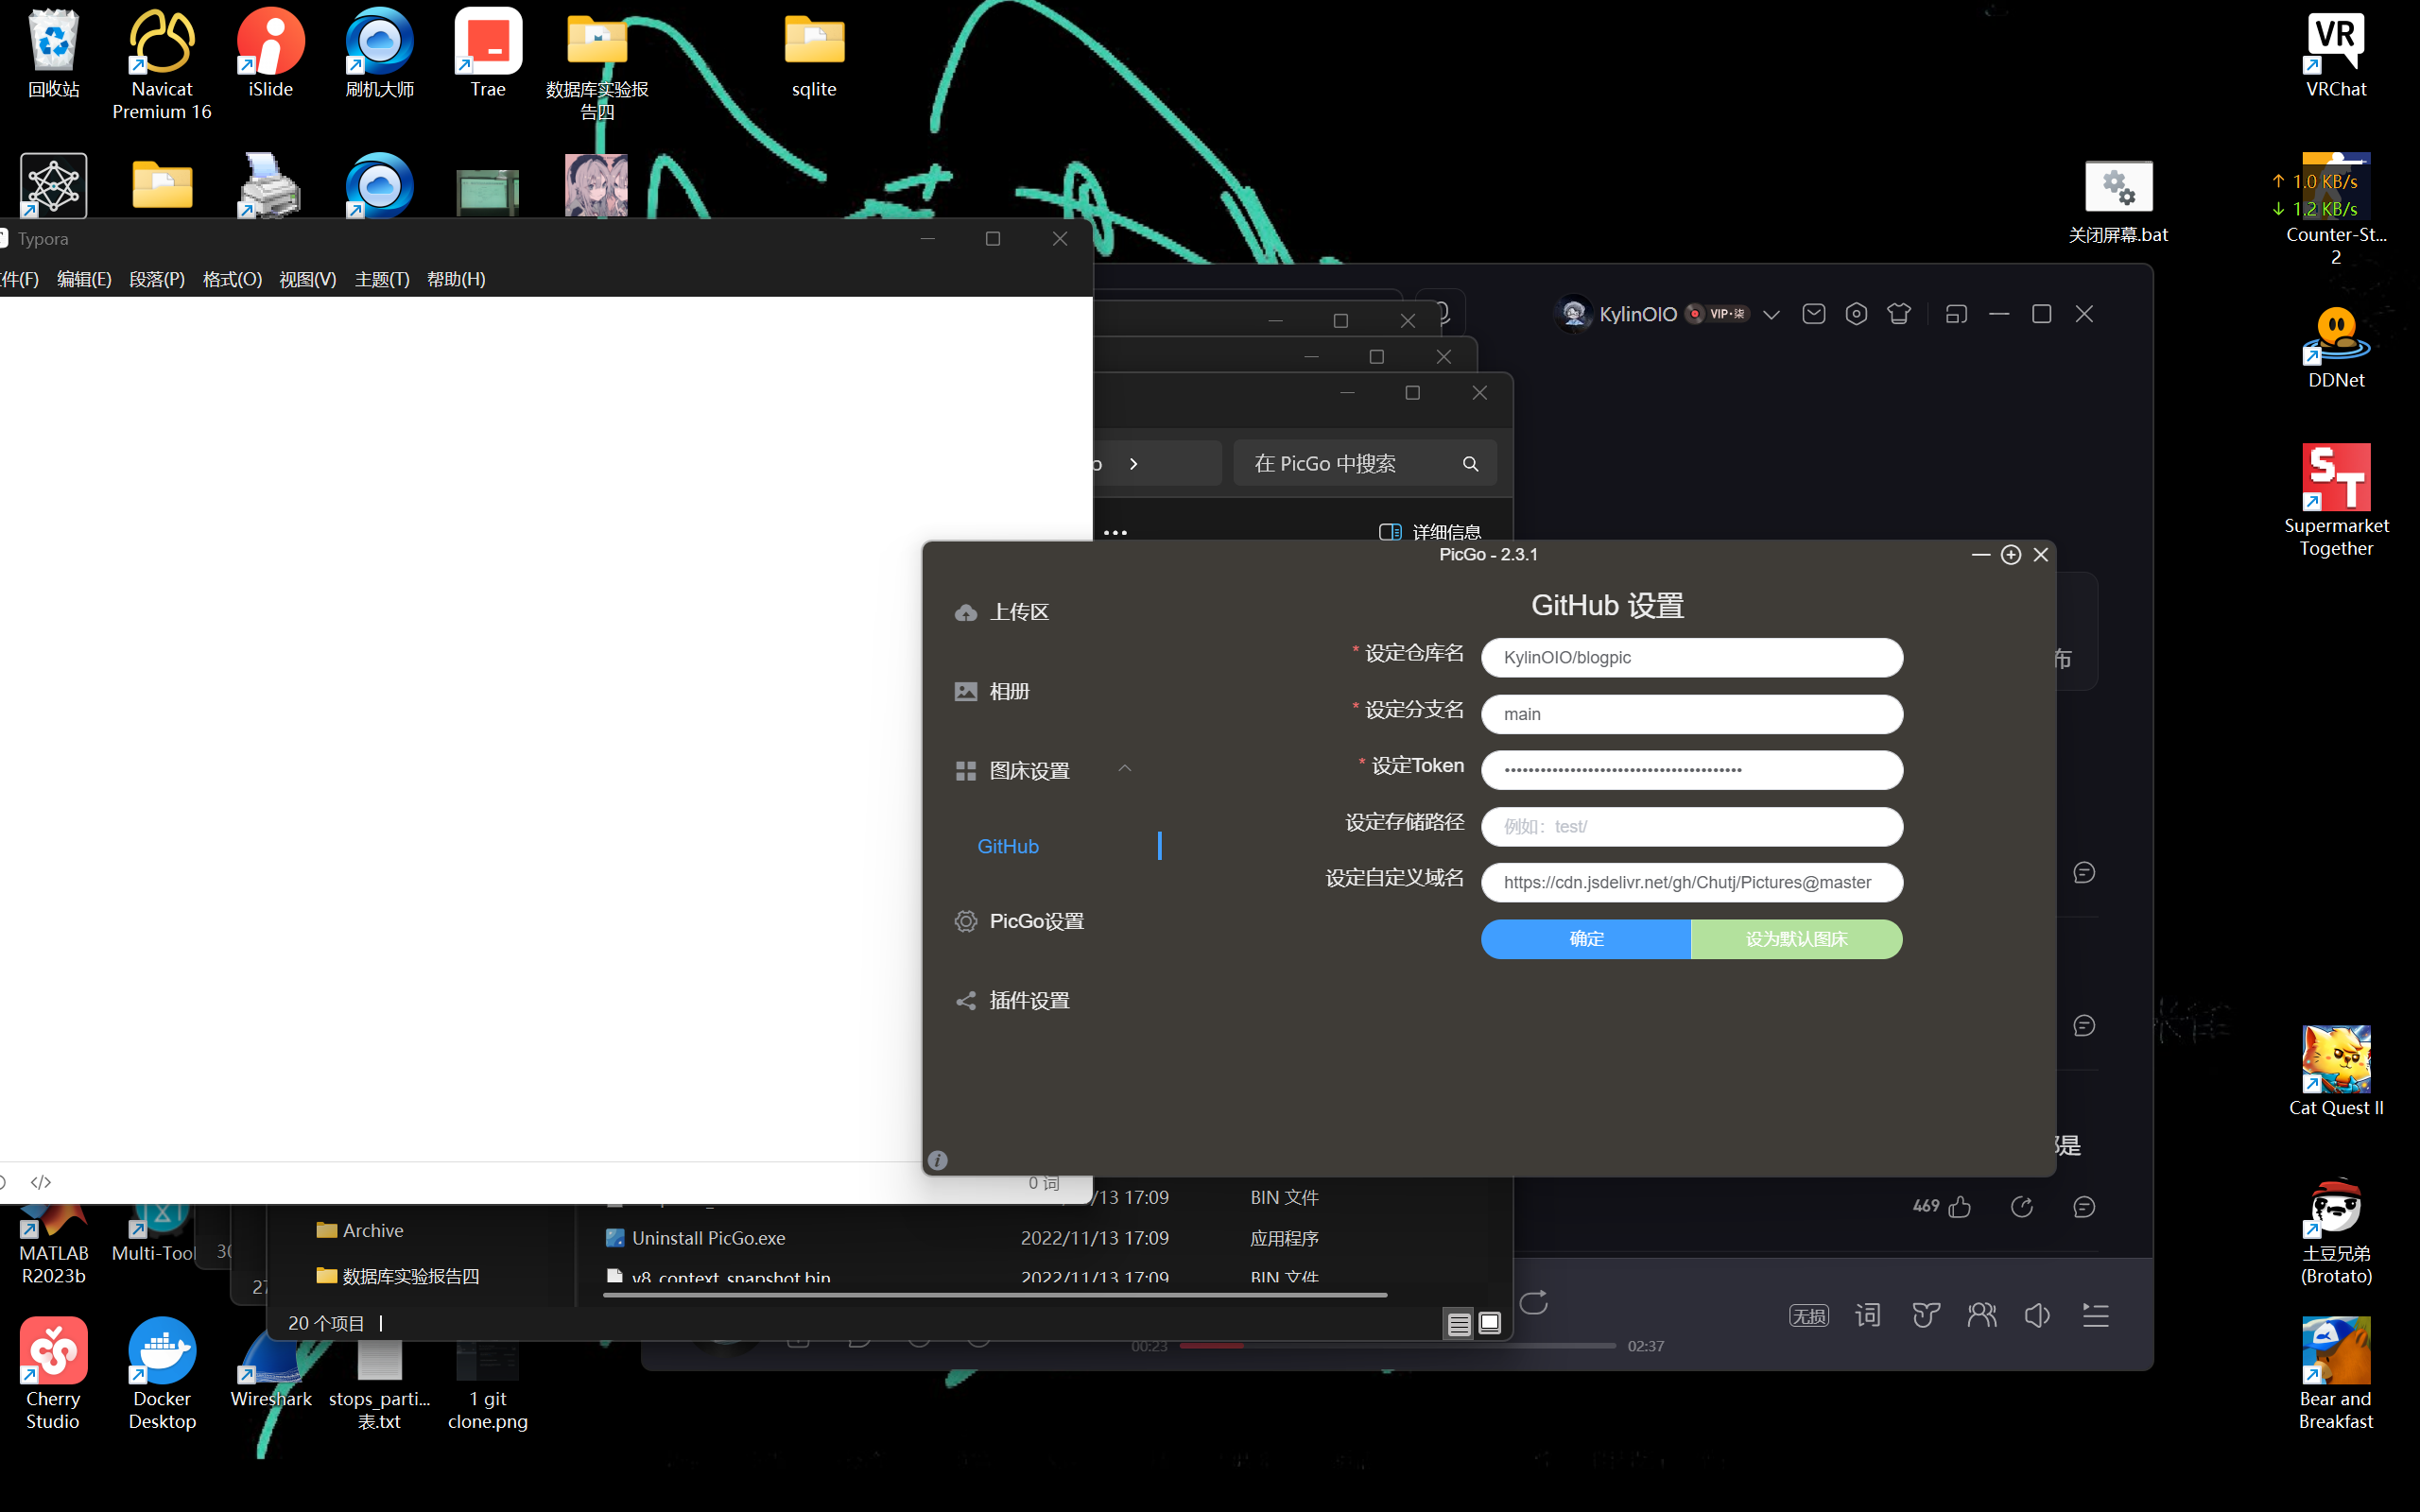 回收站
Navicat
Premium 16
iSlide
刷机大师
Trae
数据库实验报
告四
sqlite
VR
VRChat
关闭屏幕.bat
↑ 1.0 KB/s
↓ 1.2 KB/s
Counter-St...
2
DDNet
ST
Supermarket
Together
Cat Quest II
土豆兄弟
(Brotato)
Bear and
Breakfast
Typora
件(F) 编辑(E) 段落(P) 格式(O) 视图(V) 主题(T) 帮助(H)
</> 0 词
KylinOIO VIP·柒
在 PicGo 中搜索
详细信息
PicGo - 2.3.1
上传区
相册
图床设置
GitHub
PicGo设置
插件设置
GitHub 设置
* 设定仓库名 KylinOIO/blogpic
* 设定分支名 main
* 设定Token ••••••••••••••••••••••••••••••••••••••••
设定存储路径 例如：test/
设定自定义域名 https://cdn.jsdelivr.net/gh/Chutj/Pictures@master
确定 设为默认图床
布
是
469
/13 17:09 BIN 文件
Archive
Uninstall PicGo.exe 2022/11/13 17:09 应用程序
数据库实验报告四
v8_context_snapshot.bin 2022/11/13 17:09 BIN 文件
20 个项目
30
27
无损 词
00:23 02:37
MATLAB
R2023b
Multi-Tool
Cherry
Studio
Docker
Desktop
Wireshark
stops_parti...
表.txt
1 git
clone.png